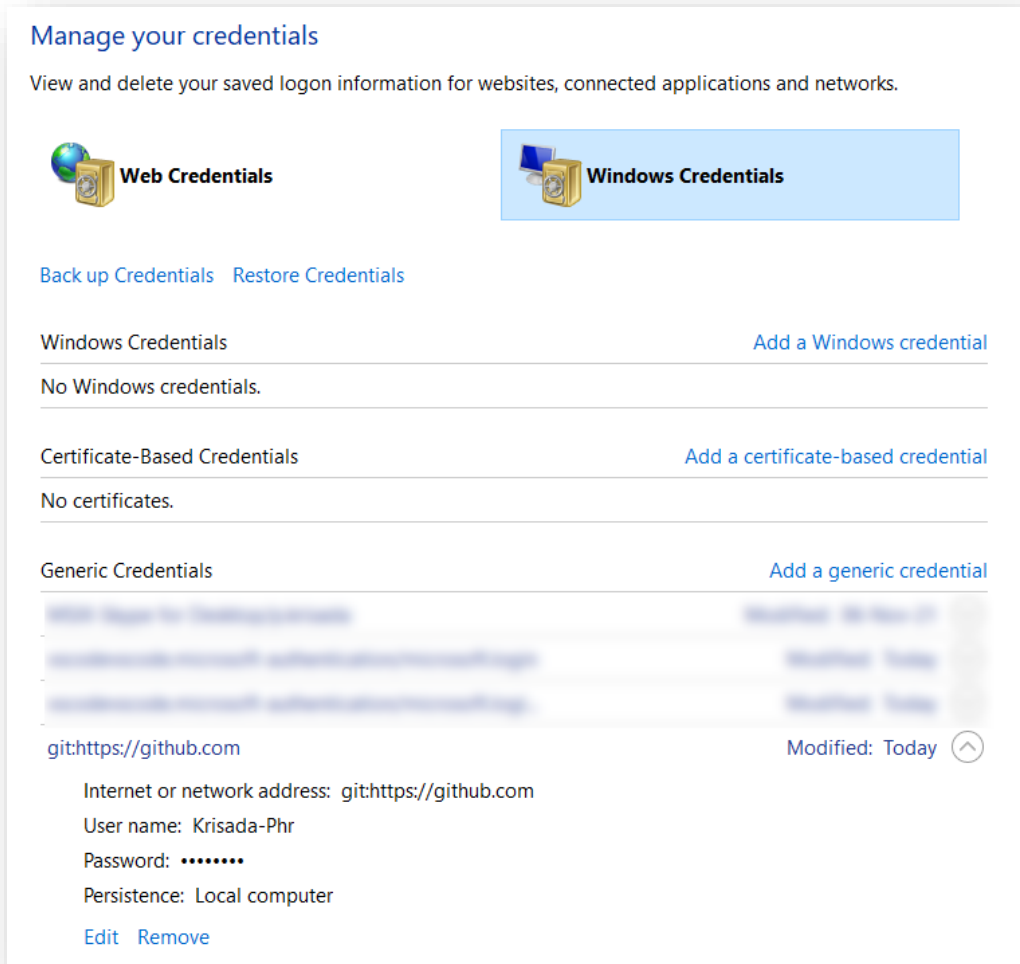 Manage your credentials
View and delete your saved logon information for websites, connected applications and networks.
Web Credentials
Windows Credentials
Back up Credentials Restore Credentials
Windows Credentials Add a Windows credential
No Windows credentials.
Certificate-Based Credentials Add a certificate-based credential
No certificates.
Generic Credentials Add a generic credential
git:https://github.com Modified: Today
Internet or network address: git:https://github.com
User name: Krisada-Phr
Password: ••••••••
Persistence: Local computer
Edit Remove